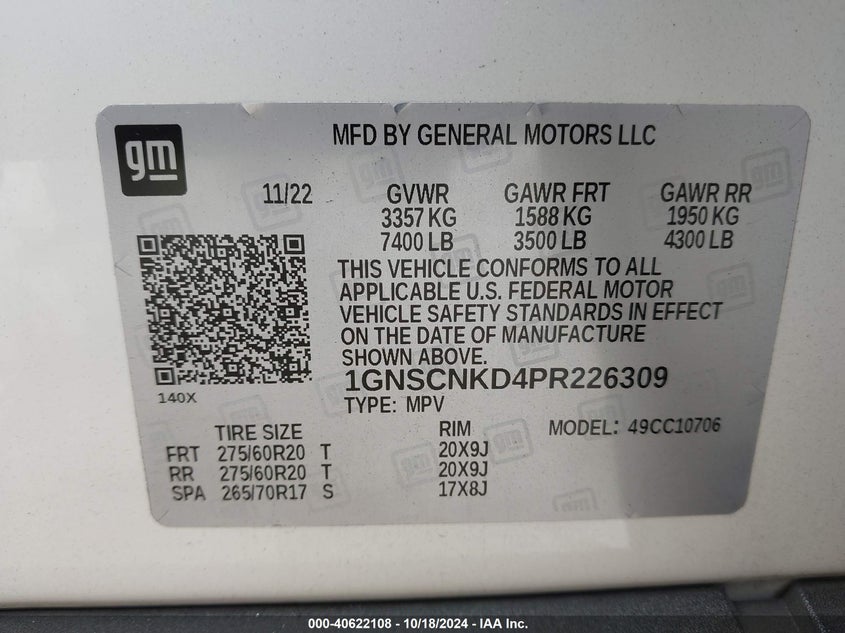 gm
MFD BY GENERAL MOTORS LLC
11/22 GVWR GAWR FRT GAWR RR
3357 KG 1588 KG 1950 KG
7400 LB 3500 LB 4300 LB
THIS VEHICLE CONFORMS TO ALL
APPLICABLE U.S. FEDERAL MOTOR
VEHICLE SAFETY STANDARDS IN EFFECT
ON THE DATE OF MANUFACTURE
SHOWN ABOVE.
1GNSCNKD4PR226309
140X
TYPE: MPV
TIRE SIZE RIM MODEL: 49CC10706
FRT 275/60R20 T 20X9J
RR 275/60R20 T 20X9J
SPA 265/70R17 S 17X8J
000-40622108 - 10/18/2024 - IAA Inc.